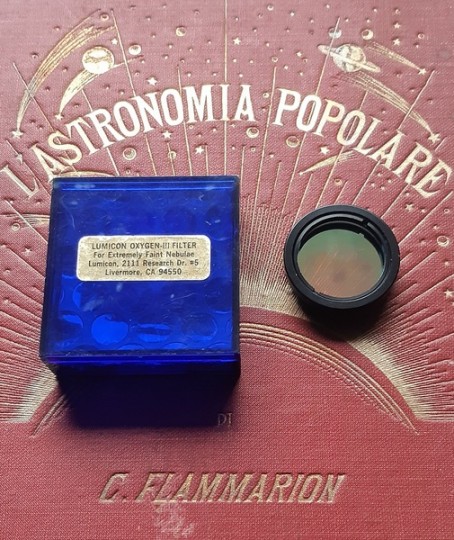 L'ASTRONOMIA POPOLARE
LUMICON OXYGEN-III FILTER
For Extremely Faint Nebulae
Lumicon, 2111 Research Dr. #5
Livermore, CA 94550
DI
C. FLAMMARION